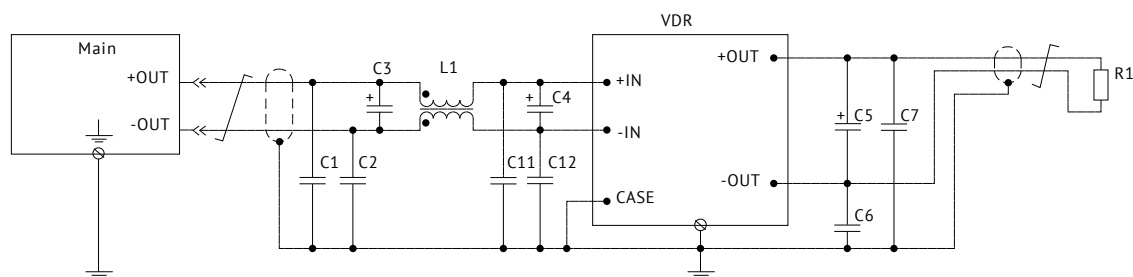 VDR
Main
+OUT
-OUT
C3
L1
+
+IN
+
C4
-IN
+OUT
R1
+
C5
C7
C1
C2
C11
C12
CASE
-OUT
C6